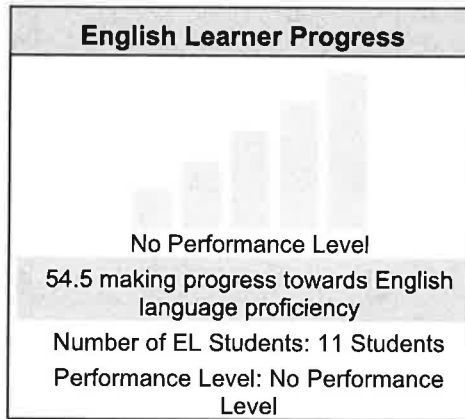 English Learner Progress
No Performance Level
54.5 making progress towards English
language proficiency
Number of EL Students: 11 Students
Performance Level: No Performance
Level